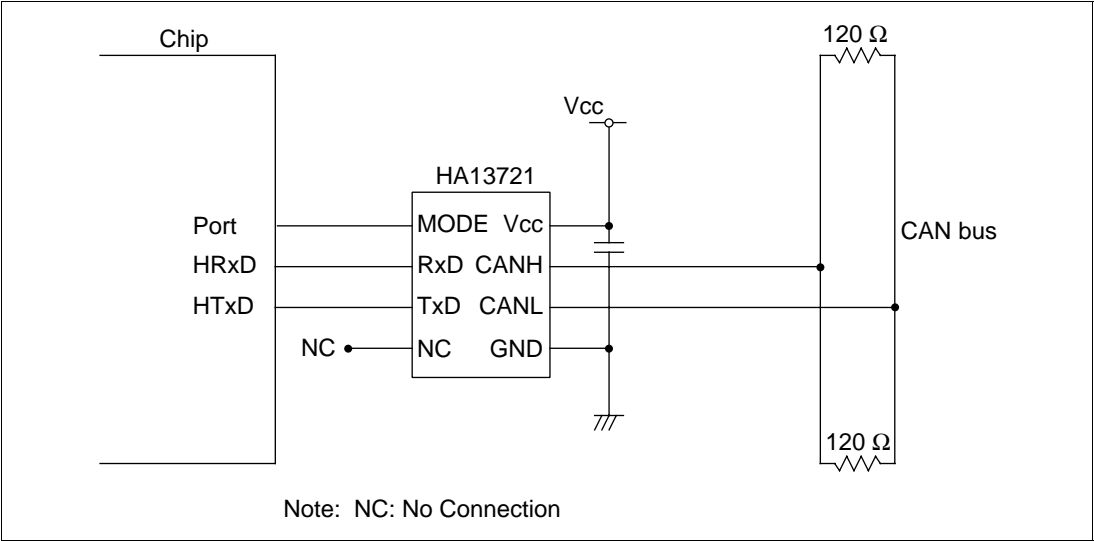 Chip
120 Ω
Vcc
HA13721
Port
MODE Vcc
CAN bus
HRxD
RxD CANH
HTxD
TxD CANL
NC
NC GND
120 Ω
Note: NC: No Connection